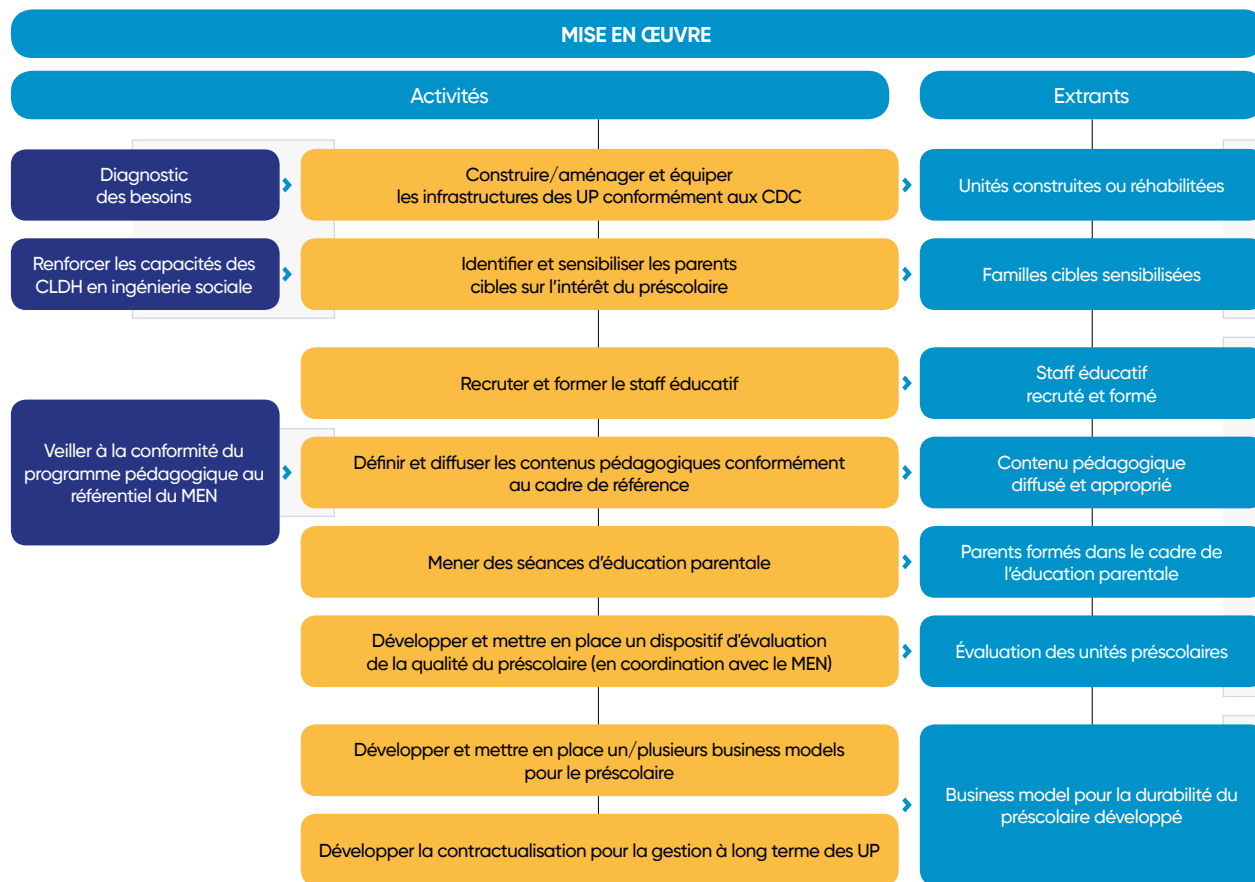 MISE EN ŒUVRE
Activités
Extrants
Diagnostic
des besoins
Construire/aménager et équiper
les infrastructures des UP conformément aux CDC
Unités construites ou réhabilitées
Renforcer les capacités des
CLDH en ingénierie sociale
Identifier et sensibiliser les parents
cibles sur l'intérêt du préscolaire
Familles cibles sensibilisées
Recruter et former le staff éducatif
Staff éducatif
recruté et formé
Veiller à la conformité du
programme pédagogique au
référentiel du MEN
Définir et diffuser les contenus pédagogiques conformément
au cadre de référence
Contenu pédagogique
diffusé et approprié
Mener des séances d'éducation parentale
Parents formés dans le cadre de
l'éducation parentale
Développer et mettre en place un dispositif d'évaluation
de la qualité du préscolaire (en coordination avec le MEN)
Évaluation des unités préscolaires
Développer et mettre en place un/plusieurs business models
pour le préscolaire
Développer la contractualisation pour la gestion à long terme des UP
Business model pour la durabilité du
préscolaire développé